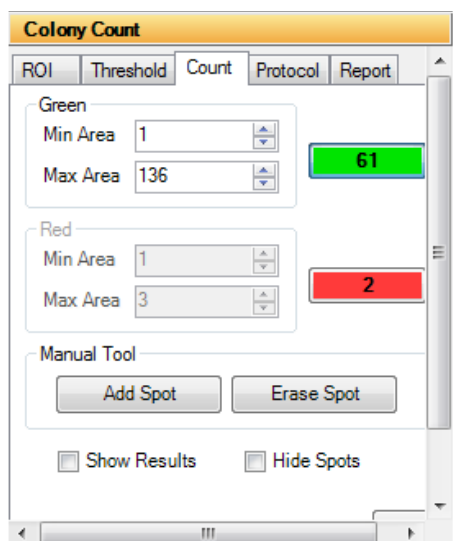 Colony Count
ROI Threshold Count Protocol Report
Green
Min Area 1
Max Area 136
61
Red
Min Area 1
Max Area 3
2
Manual Tool
Add Spot Erase Spot
Show Results Hide Spots